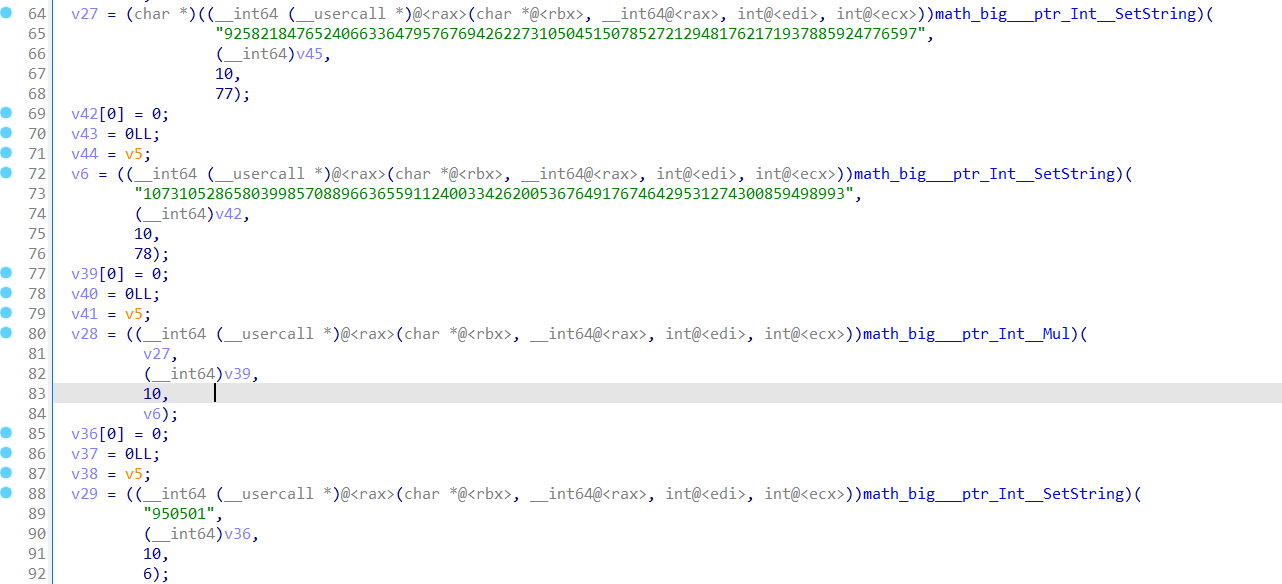 64 v27 = (char *)((__int64 (__usercall *)@<rax>(char *@<rbx>, __int64@<rax>, int@<edi>, int@<ecx>))math_big___ptr_Int__SetString)(
65 "92582184765240663364795767694262273105045150785272129481762171937885924776597",
66 (__int64)v45,
67 10,
68 77);
69 v42[0] = 0;
70 v43 = 0LL;
71 v44 = v5;
72 v6 = ((__int64 (__usercall *)@<rax>(char *@<rbx>, __int64@<rax>, int@<edi>, int@<ecx>))math_big___ptr_Int__SetString)(
73 "107310528658039985708896636559112400334262005367649176746429531274300859498993",
74 (__int64)v42,
75 10,
76 78);
77 v39[0] = 0;
78 v40 = 0LL;
79 v41 = v5;
80 v28 = ((__int64 (__usercall *)@<rax>(char *@<rbx>, __int64@<rax>, int@<edi>, int@<ecx>))math_big___ptr_Int__Mul)(
81 v27,
82 (__int64)v39,
83 10,
84 v6);
85 v36[0] = 0;
86 v37 = 0LL;
87 v38 = v5;
88 v29 = ((__int64 (__usercall *)@<rax>(char *@<rbx>, __int64@<rax>, int@<edi>, int@<ecx>))math_big___ptr_Int__SetString)(
89 "950501",
90 (__int64)v36,
91 10,
92 6);